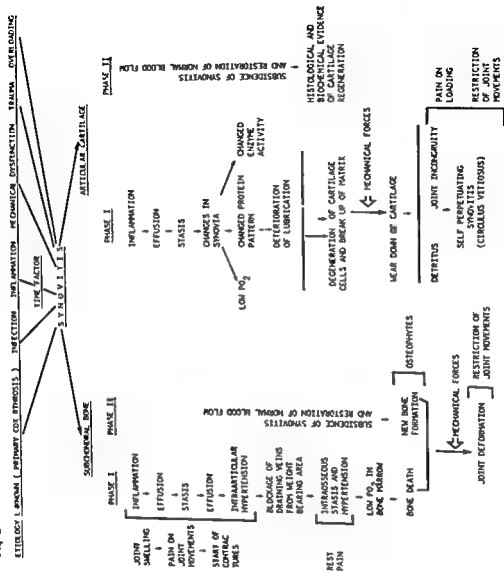 ETIOLOGY UNKNOWN ( PRIMARY COX RTHROSIS ) INFECTION INFLAMMATION MECHANICAL DYSFUNCTION TRAUMA OVERLOADING
TIME FACTOR
SYNOVITIS
SUBCHONDRAL BONE
ARTICULAR CARTILAGE
PHASE I
PHASE II
JOINT
SWELLING
PAIN ON
JOINT
MOVEMENTS
START OF
CONTRAC
TURES
REST
PAIN
INFLAMMATION
EFFUSION
STASIS
EFFUSION
INTRAARTICULAR
HYPERTENSION
BLOCKAGE OF
DRAINING VEINS
FROM WEIGHT
BEARING AREA
INTRAOSSEOUS
STASIS AND
HYPERTENSION
LOW PO2 IN
BONE MARROW
BONE DEATH
SUBSIDENCE OF SYNOVITIS
AND RESTORATION OF NORMAL BLOOD FLOW
NEW BONE
FORMATION
OSTEOPHYTES
MECHANICAL FORCES
JOINT DEFORMATION
RESTRICTION OF
JOINT MOVEMENTS
PHASE I
INFLAMMATION
EFFUSION
STASIS
CHANGES IN
SYNOVIA
LOW PO2
CHANGED PROTEIN
PATTERN
CHANGED
ENZYME
ACTIVITY
DETERIORATION
OF LUBRICATION
DEGENERATION OF CARTILAGE
CELLS AND BREAK UP OF MATRIX
MECHANICAL FORCES
WEAR DOWN OF CARTILAGE
DETRITUS
JOINT INCONGRUITY
SELF PERPETUATING
SYNOVITIS
(CIRCULUS VITIOSUS)
PAIN ON
LOADING
RESTRICTION
OF JOINT
MOVEMENTS
PHASE II
SUBSIDENCE OF SYNOVITIS
AND RESTORATION OF NORMAL BLOOD FLOW
HISTOLOGICAL AND
BIOCHEMICAL EVIDENCE
OF CARTILAGE
REGENERATION